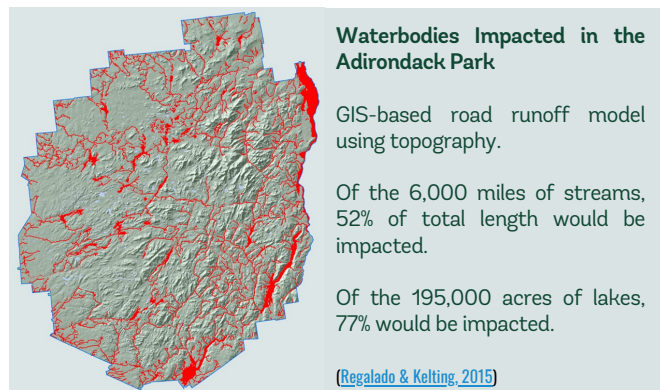 Waterbodies Impacted in the
Adirondack Park
GIS-based road runoff model
using topography.
Of the 6,000 miles of streams,
52% of total length would be
impacted.
Of the 195,000 acres of lakes,
77% would be impacted.
(Regalado & Kelting, 2015)